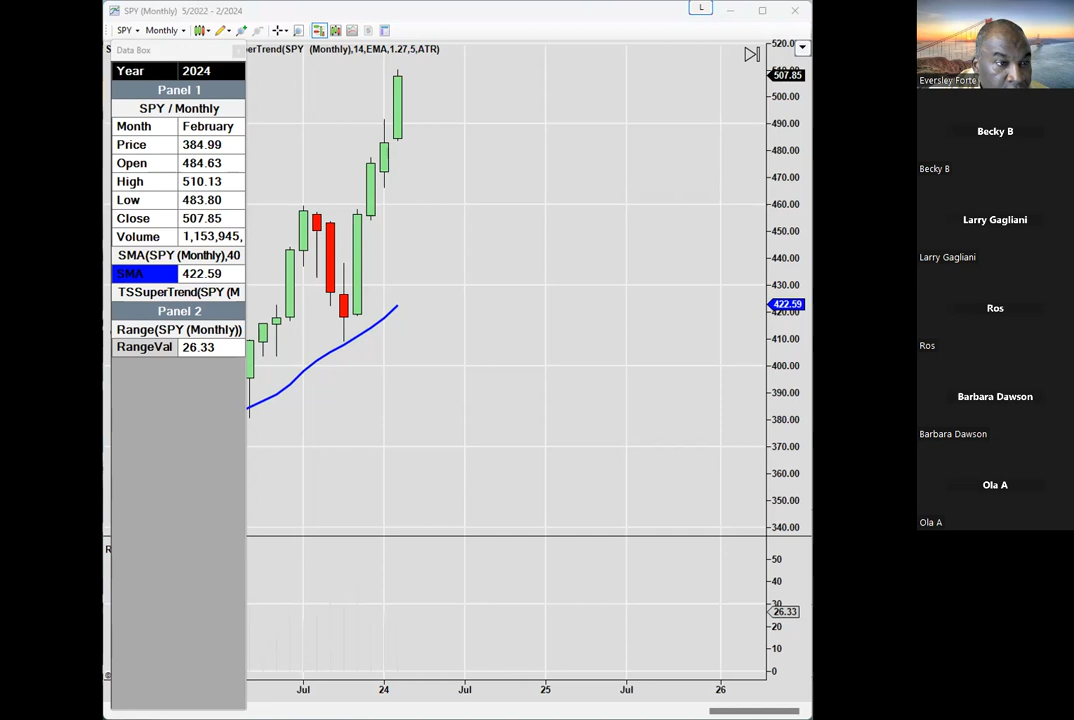 SPY (Monthly) 5/2022 - 2/2024
L
SPY Monthly
Data Box
erTrend(SPY (Monthly),14,EMA,1.27,5,ATR)
Year 2024
Panel 1
SPY / Monthly
Month February
Price 384.99
Open 484.63
High 510.13
Low 483.80
Close 507.85
Volume 1,153,945,
SMA(SPY (Monthly),40
SMA 422.59
TSSuperTrend(SPY (M
Panel 2
Range(SPY (Monthly))
RangeVal 26.33
520.0
507.85
500.00
490.00
480.00
470.00
460.00
450.00
440.00
430.00
422.59
420.00
410.00
400.00
390.00
380.00
370.00
360.00
350.00
340.00
R
50
40
30
26.33
20
10
0
©
Jul 24 Jul 25 Jul 26
Eversley Forte
Becky B
Becky B
Larry Gagliani
Larry Gagliani
Ros
Ros
Barbara Dawson
Barbara Dawson
Ola A
Ola A